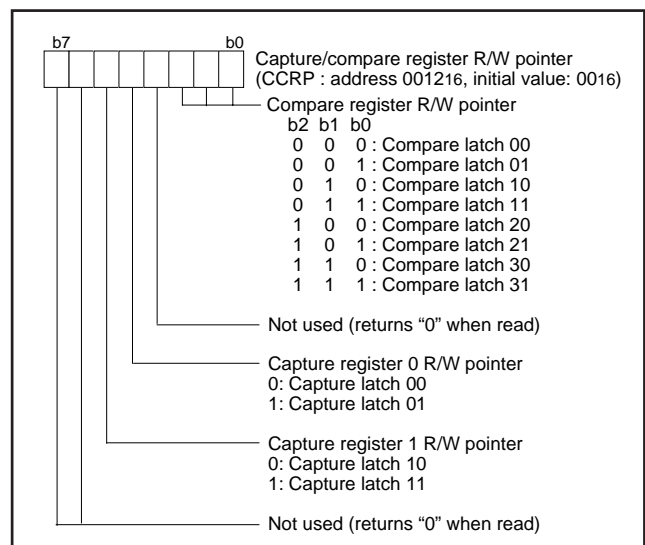 b7 b0
Capture/compare register R/W pointer
(CCRP : address 001216, initial value: 0016)
Compare register R/W pointer
b2 b1 b0
0 0 0 : Compare latch 00
0 0 1 : Compare latch 01
0 1 0 : Compare latch 10
0 1 1 : Compare latch 11
1 0 0 : Compare latch 20
1 0 1 : Compare latch 21
1 1 0 : Compare latch 30
1 1 1 : Compare latch 31
Not used (returns “0” when read)
Capture register 0 R/W pointer
0: Capture latch 00
1: Capture latch 01
Capture register 1 R/W pointer
0: Capture latch 10
1: Capture latch 11
Not used (returns “0” when read)